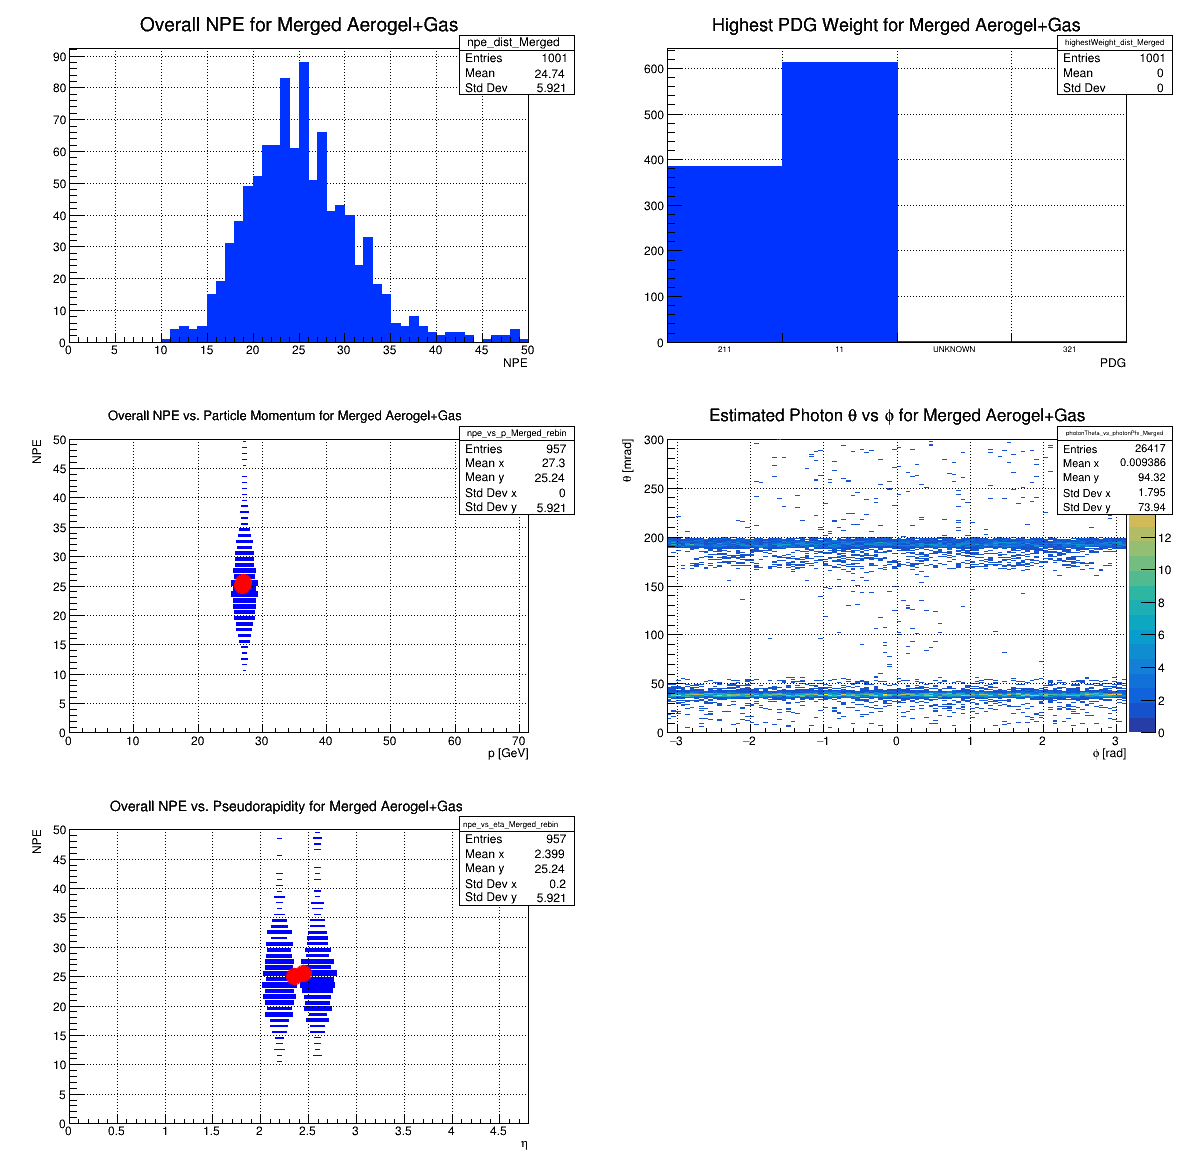 Overall NPE for Merged Aerogel+Gas
npe_dist_Merged
Entries 1001
Mean 24.74
Std Dev 5.921
90
80
70
60
50
40
30
20
10
0
0 5 10 15 20 25 30 35 40 45 50
NPE
Highest PDG Weight for Merged Aerogel+Gas
highestWeight_dist_Merged
Entries 1001
Mean 0
Std Dev 0
600
500
400
300
200
100
0
211 11 UNKNOWN 321
PDG
Overall NPE vs. Particle Momentum for Merged Aerogel+Gas
npe_vs_p_Merged_rebin
Entries 957
Mean x 27.3
Mean y 25.24
Std Dev x 0
Std Dev y 5.921
NPE
50
45
40
35
30
25
20
15
10
5
0
0 10 20 30 40 50 60 70
p [GeV]
Estimated Photon θ vs ϕ for Merged Aerogel+Gas
photonTheta_vs_photonPhi_Merged
Entries 26417
Mean x 0.009386
Mean y 94.32
Std Dev x 1.795
Std Dev y 73.94
θ [mrad]
300
250
200
150
100
50
0
−3 −2 −1 0 1 2 3
ϕ [rad]
12
10
8
6
4
2
0
Overall NPE vs. Pseudorapidity for Merged Aerogel+Gas
npe_vs_eta_Merged_rebin
Entries 957
Mean x 2.399
Mean y 25.24
Std Dev x 0.2
Std Dev y 5.921
NPE
50
45
40
35
30
25
20
15
10
5
0
0 0.5 1 1.5 2 2.5 3 3.5 4 4.5
η